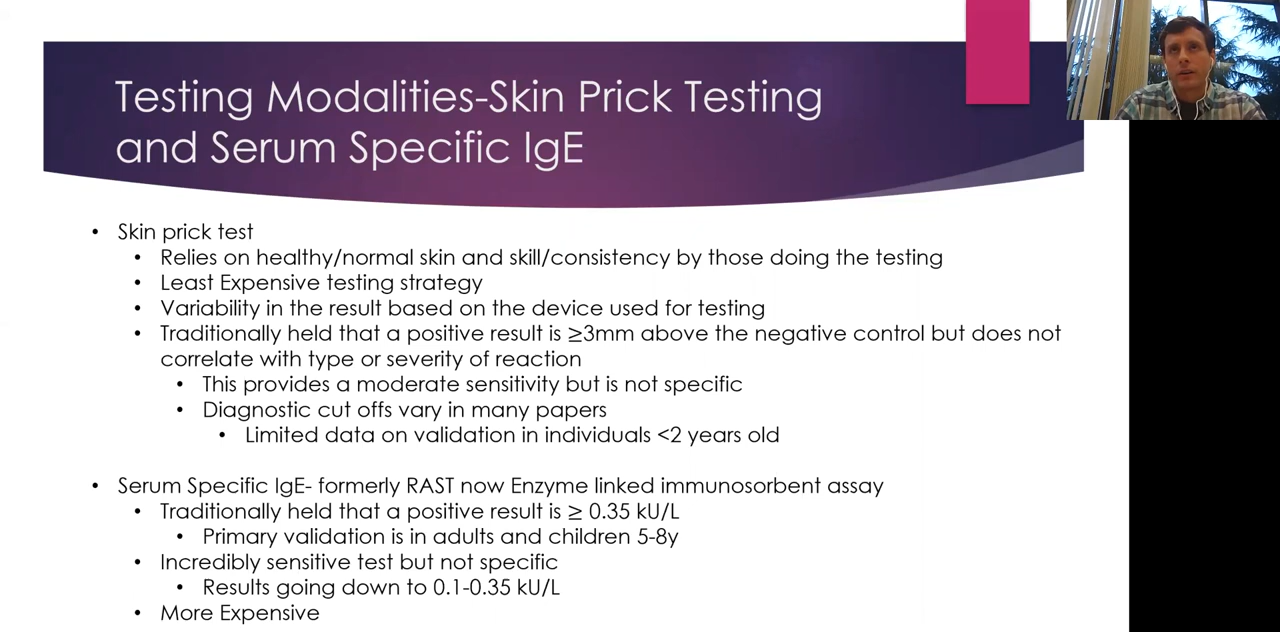 Testing Modalities-Skin Prick Testing
and Serum Specific IgE
• Skin prick test
• Relies on healthy/normal skin and skill/consistency by those doing the testing
• Least Expensive testing strategy
• Variability in the result based on the device used for testing
• Traditionally held that a positive result is ≥3mm above the negative control but does not
correlate with type or severity of reaction
• This provides a moderate sensitivity but is not specific
• Diagnostic cut offs vary in many papers
• Limited data on validation in individuals <2 years old
• Serum Specific IgE- formerly RAST now Enzyme linked immunosorbent assay
• Traditionally held that a positive result is ≥ 0.35 kU/L
• Primary validation is in adults and children 5-8y
• Incredibly sensitive test but not specific
• Results going down to 0.1-0.35 kU/L
• More Expensive